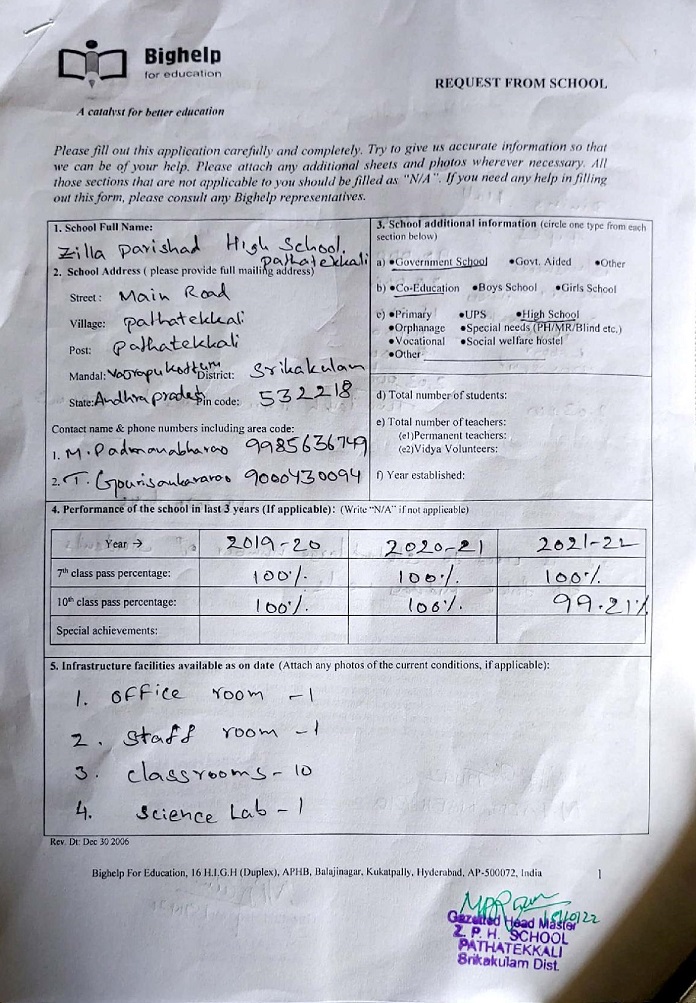 Bighelp
for education
A catalyst for better education
REQUEST FROM SCHOOL
Please fill out this application carefully and completely. Try to give us accurate information so that
we can be of your help. Please attach any additional sheets and photos wherever necessary. All
those sections that are not applicable to you should be filled as "N/A". If you need any help in filling
out this form, please consult any Bighelp representatives.
1. School Full Name:
Zilla parishad High School,
pathatekkali
2. School Address ( please provide full mailing address)
Street : Main Road
Village: pathatekkali
Post: pathatekkali
Mandal: District: Srikakulam
State: Andhra pradesh Pin code: 532218
Contact name & phone numbers including area code:
1. M. Padmanabharao 9985636749
2. T. Gourisankararao 9000430094
3. School additional information (circle one type from each
section below)
a) •Government School •Govt. Aided •Other
b) •Co-Education •Boys School •Girls School
c) •Primary •UPS •High School
•Orphanage •Special needs (PH/MR/Blind etc.)
•Vocational •Social welfare hostel
•Other
d) Total number of students:
e) Total number of teachers:
(e1)Permanent teachers:
(e2)Vidya Volunteers:
f) Year established:
4. Performance of the school in last 3 years (If applicable): (Write "N/A" if not applicable)
Year → 2019-20 2020-21 2021-22
7th class pass percentage: 100% 100% 100%
10th class pass percentage: 100% 100% 99.21%
Special achievements:
5. Infrastructure facilities available as on date (Attach any photos of the current conditions, if applicable):
1. office room - 1
2. Staff room - 1
3. classrooms - 10
4. Science Lab - 1
Rev. Dt: Dec 30 2006
Bighelp For Education, 16 H.I.G.H (Duplex), APHB, Balajinagar, Kukatpally, Hyderabad, AP-500072, India 1
Gazetted Head Master
Z. P. H. SCHOOL
PATHATEKKALI
Srikakulam Dist.